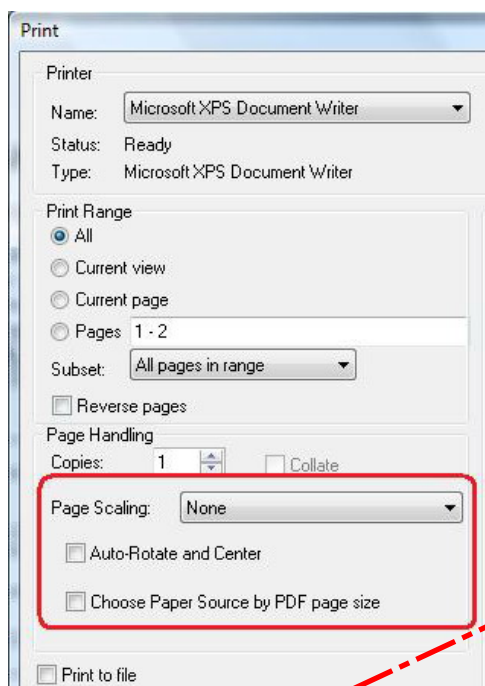 Print
Printer
Name: Microsoft XPS Document Writer
Status: Ready
Type: Microsoft XPS Document Writer
Print Range
All
Current view
Current page
Pages 1 - 2
Subset: All pages in range
Reverse pages
Page Handling
Copies: 1 Collate
Page Scaling: None
Auto-Rotate and Center
Choose Paper Source by PDF page size
Print to file